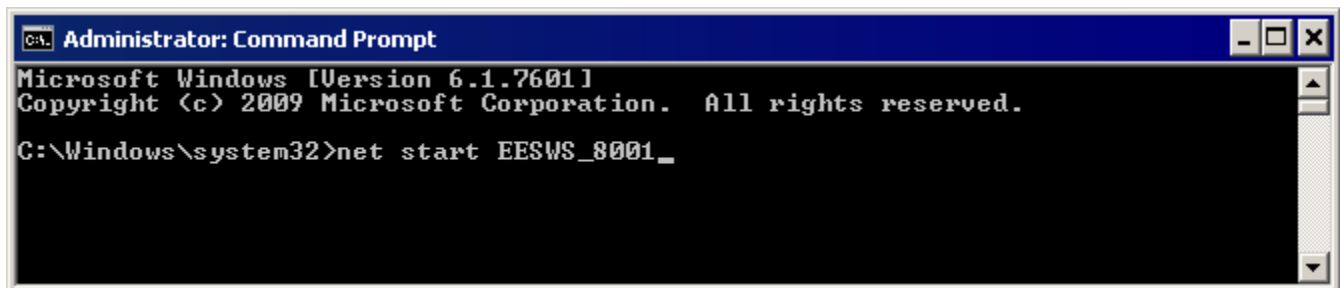 Administrator: Command Prompt
Microsoft Windows [Version 6.1.7601]
Copyright (c) 2009 Microsoft Corporation.  All rights reserved.
C:\Windows\system32>net start EESWS_8001_